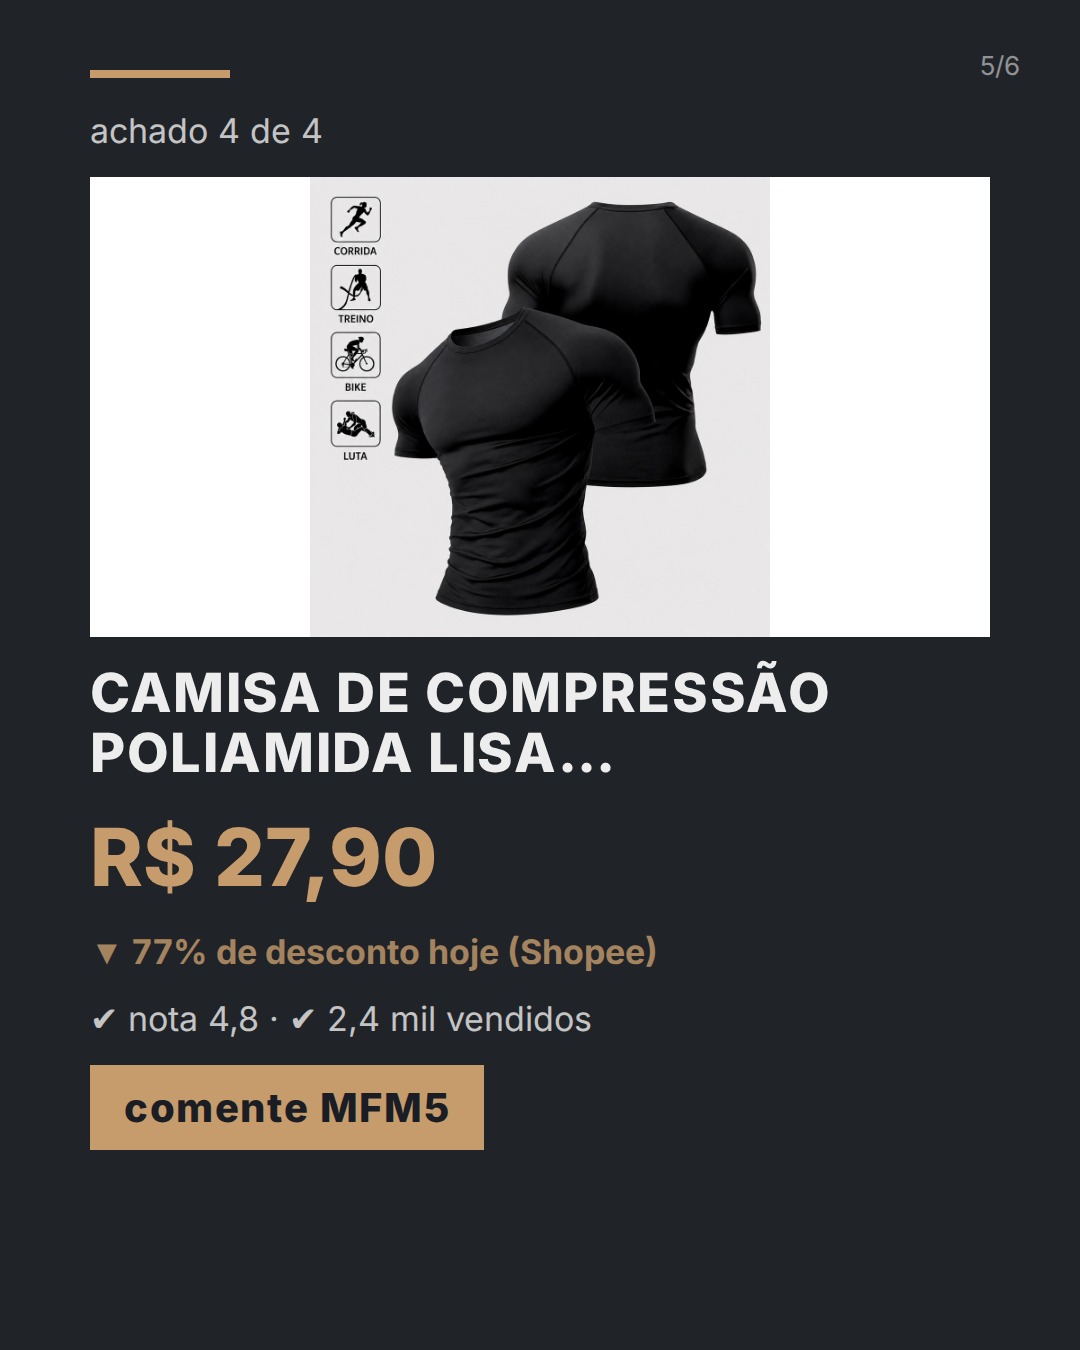 5/6
achado 4 de 4
CORRIDA
TREINO
BIKE
LUTA
CAMISA DE COMPRESSÃO
POLIAMIDA LISA...
R$ 27,90
▼ 77% de desconto hoje (Shopee)
✔ nota 4,8 · ✔ 2,4 mil vendidos
comente MFM5